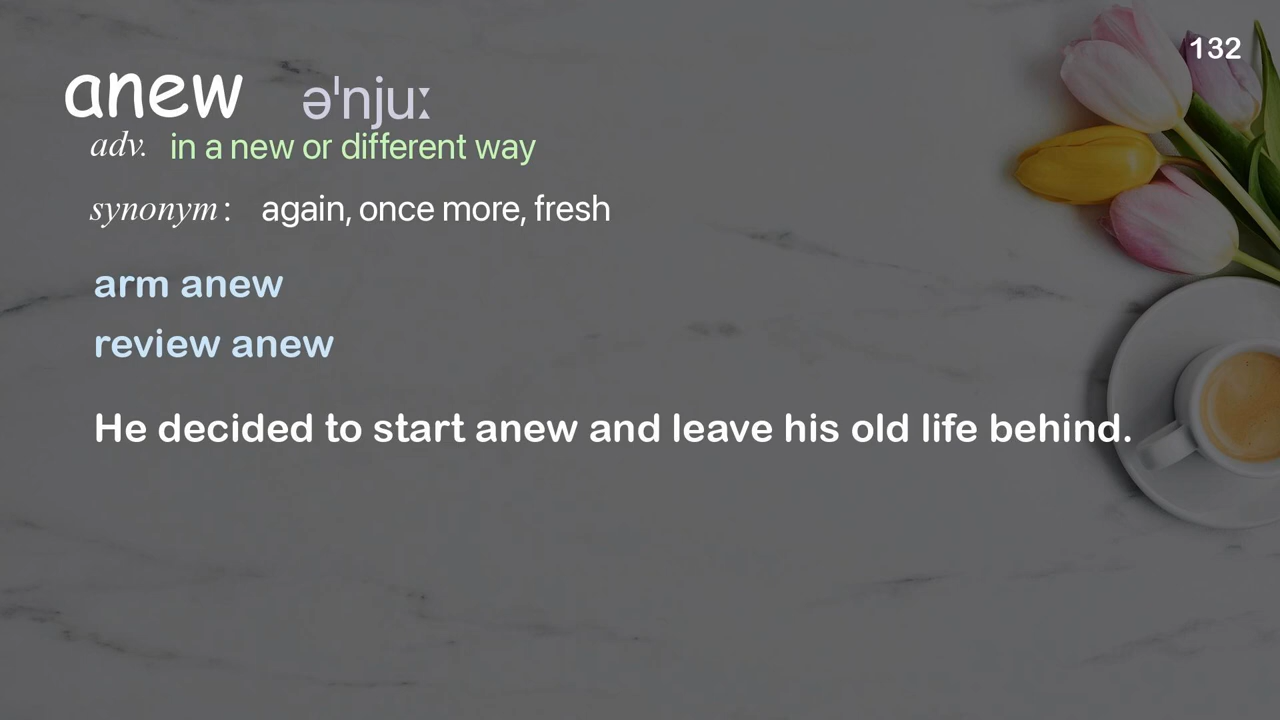 132
anew əˈnjuː
adv. in a new or different way
synonym : again, once more, fresh
arm anew
review anew
He decided to start anew and leave his old life behind.